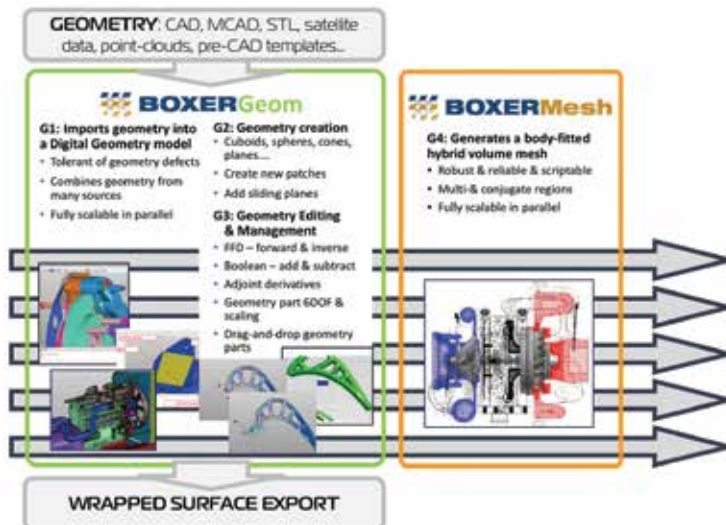 GEOMETRY: CAD, MCAD, STL, satellite
data, point-clouds, pre-CAD templates...
BOXERGeom
G1: Imports geometry into
a Digital Geometry model
• Tolerant of geometry defects
• Combines geometry from
many sources
• Fully scalable in parallel
G2: Geometry creation
• Cuboids, spheres, cones,
planes....
• Create new patches
• Add sliding planes
G3: Geometry Editing
& Management
• FFD – forward & inverse
• Boolean – add & subtract
• Adjoint derivatives
• Geometry part 6DOF &
scaling
• Drag-and-drop geometry
parts
BOXERMesh
G4: Generates a body-fitted
hybrid volume mesh
• Robust & reliable & scriptable
• Multi-& conjugate regions
• Fully scalable in parallel
WRAPPED SURFACE EXPORT